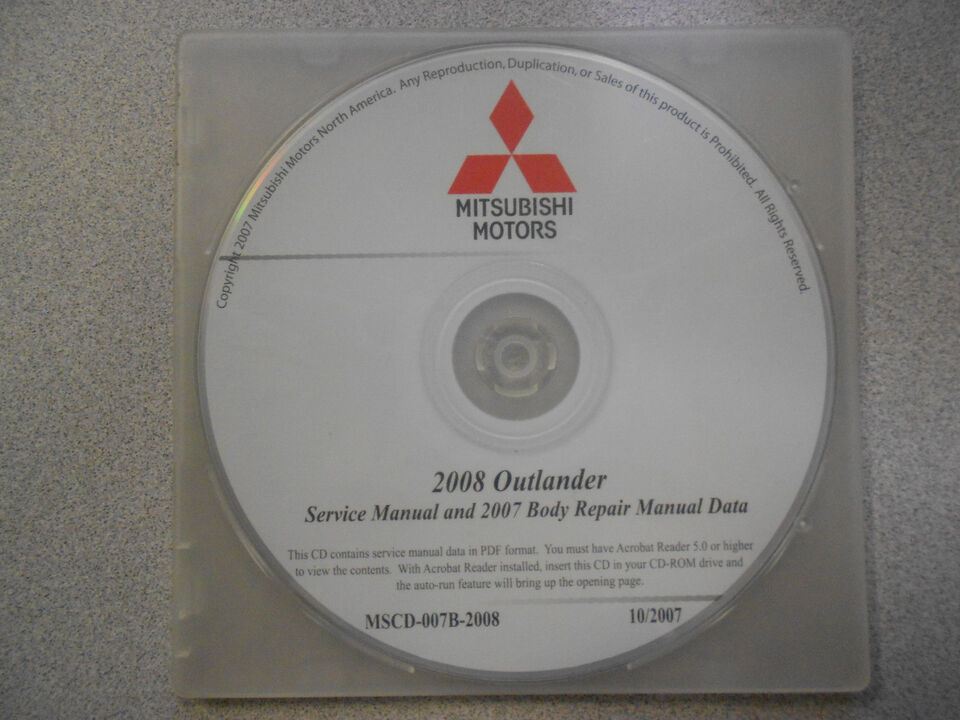 Copyright 2007 Mitsubishi Motors North America. Any Reproduction, Duplication, or Sales of this product is Prohibited. All Rights Reserved.
MITSUBISHI
MOTORS
2008 Outlander
Service Manual and 2007 Body Repair Manual Data
This CD contains service manual data in PDF format. You must have Acrobat Reader 5.0 or higher
to view the contents. With Acrobat Reader installed, insert this CD in your CD-ROM drive and
the auto-run feature will bring up the opening page.
MSCD-007B-2008 10/2007